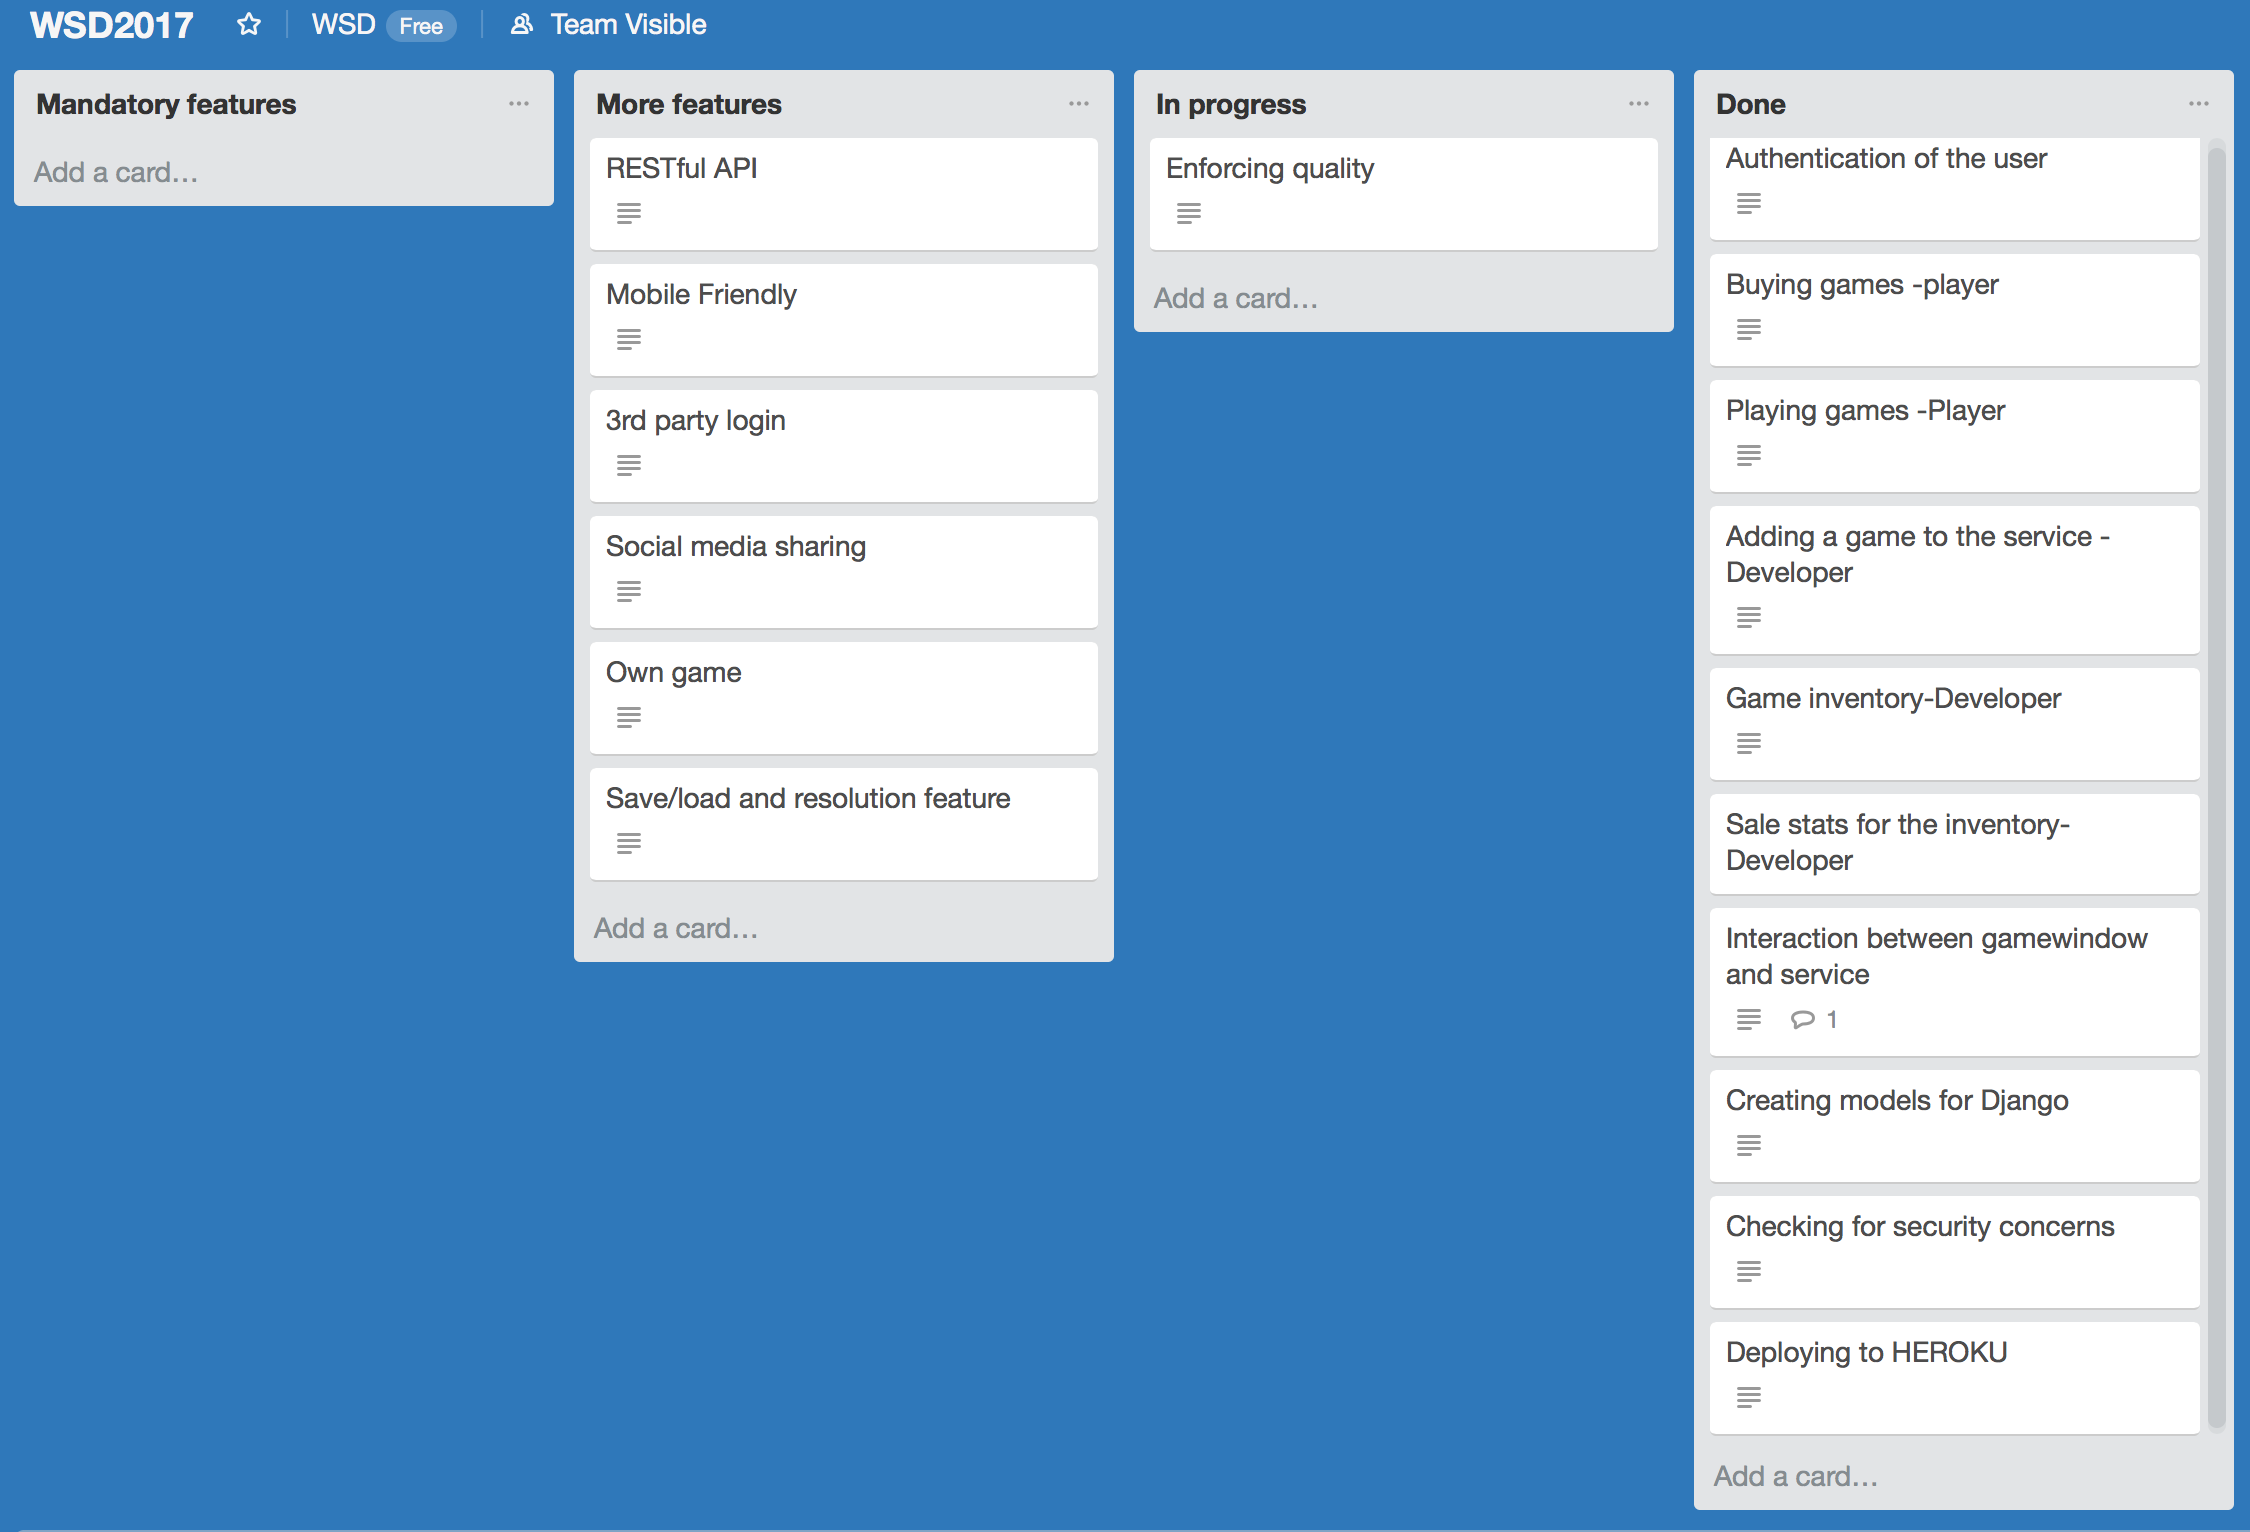 WSD2017 WSD Free Team Visible
Mandatory features
Add a card...
More features
RESTful API
Mobile Friendly
3rd party login
Social media sharing
Own game
Save/load and resolution feature
Add a card...
In progress
Enforcing quality
Add a card...
Done
Authentication of the user
Buying games -player
Playing games -Player
Adding a game to the service -
Developer
Game inventory-Developer
Sale stats for the inventory-
Developer
Interaction between gamewindow
and service
1
Creating models for Django
Checking for security concerns
Deploying to HEROKU
Add a card...